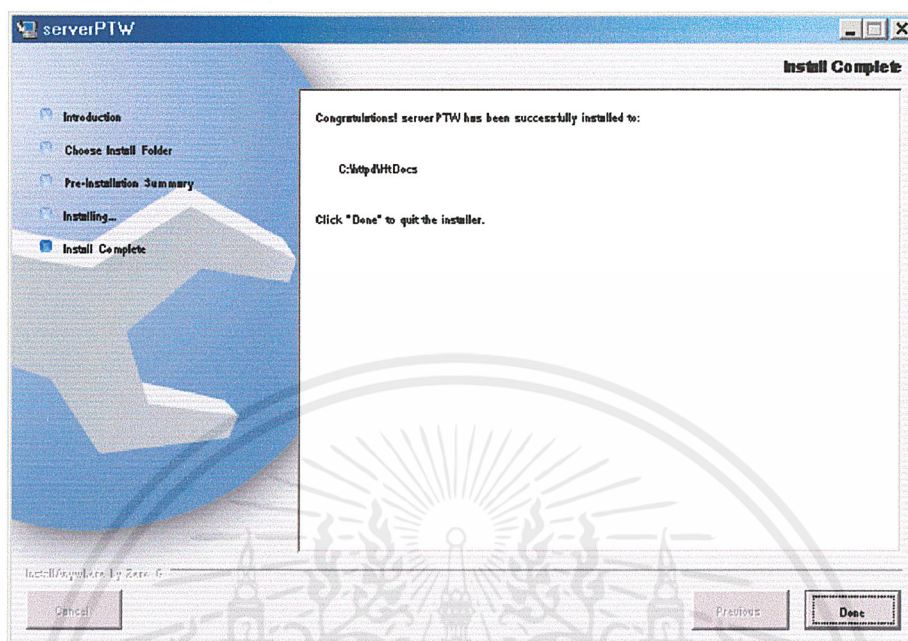 serverPTW
Install Complete
Introduction
Choose Install Folder
Pre-Installation Summary
Installing...
Install Complete
Congratulations! serverPTW has been successfully installed to:
C:\httpd\HtDocs
Click "Done" to quit the installer.
InstallAnywhere by Zero G
Cancel
Previous
Done